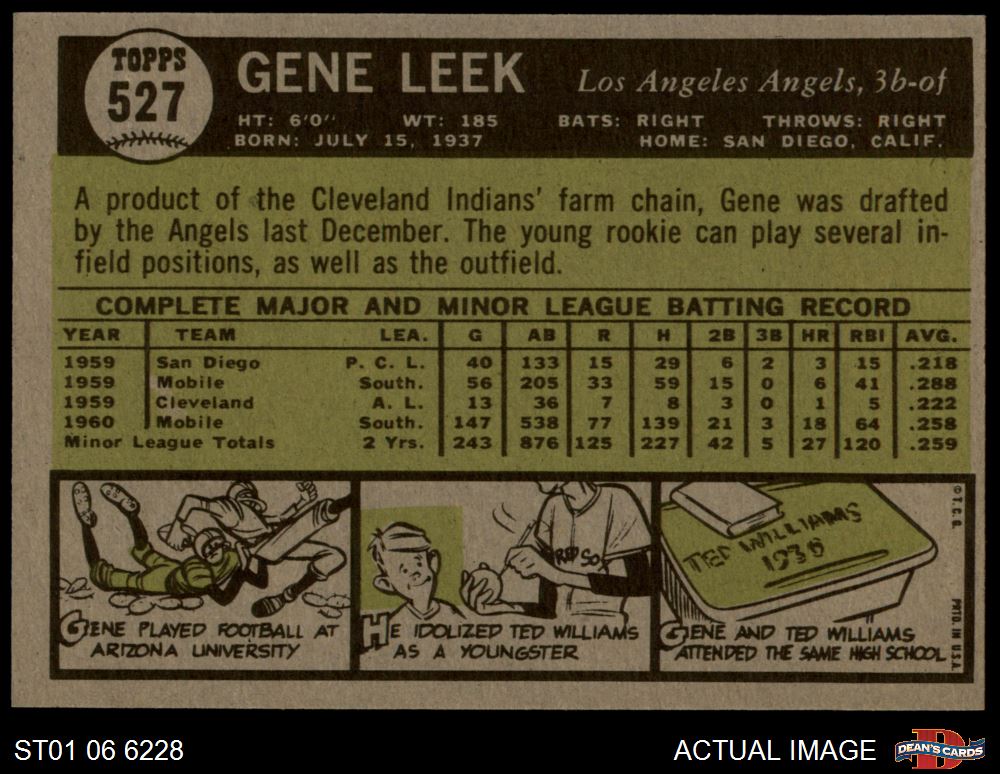 TOPPS
527
GENE LEEK
Los Angeles Angels, 3b-of
HT: 6'0" WT: 185 BATS: RIGHT THROWS: RIGHT
BORN: JULY 15, 1937 HOME: SAN DIEGO, CALIF.
A product of the Cleveland Indians' farm chain, Gene was drafted
by the Angels last December. The young rookie can play several in-
field positions, as well as the outfield.
COMPLETE MAJOR AND MINOR LEAGUE BATTING RECORD
YEAR TEAM LEA. G AB R H 2B 3B HR RBI AVG.
1959 San Diego P. C. L. 40 133 15 29 6 2 3 15 .218
1959 Mobile South. 56 205 33 59 15 0 6 41 .288
1959 Cleveland A. L. 13 36 7 8 3 0 1 5 .222
1960 Mobile South. 147 538 77 139 21 3 18 64 .258
Minor League Totals 2 Yrs. 243 876 125 227 42 5 27 120 .259
GENE PLAYED FOOTBALL AT
ARIZONA UNIVERSITY
RED SO
HE IDOLIZED TED WILLIAMS
AS A YOUNGSTER
TED WILLIAMS
1936
GENE AND TED WILLIAMS
ATTENDED THE SAME HIGH SCHOOL
© T. C. G.
PRTD. IN U.S.A.
ST01 06 6228
ACTUAL IMAGE
D
DEAN'S CARDS